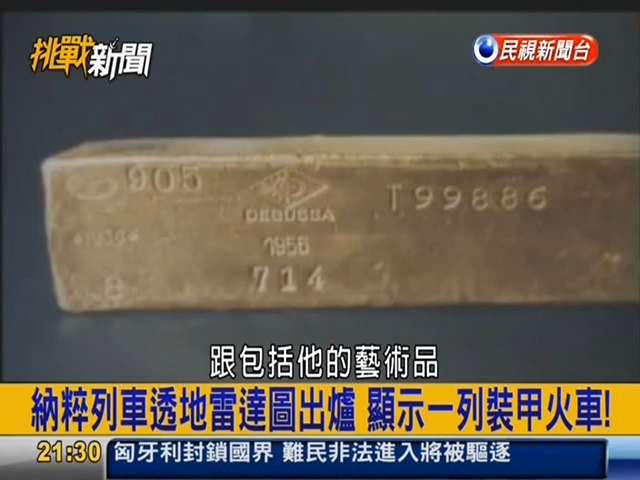 挑戰新聞
民視新聞台
905
DEGUSSA
T99886
1956
714
跟包括他的藝術品
納粹列車透地雷達圖出爐 顯示一列裝甲火車!
21:30 匈牙利封鎖國界 難民非法進入將被驅逐